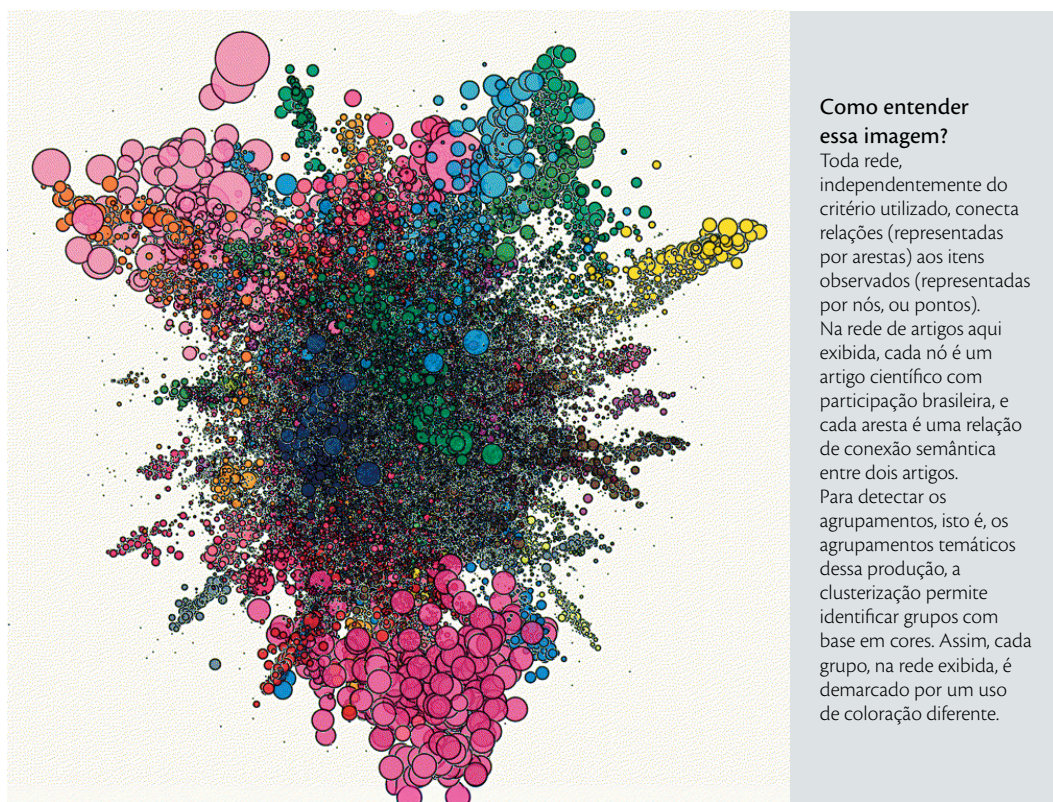 Como entender
essa imagem?
Toda rede,
independentemente do
critério utilizado, conecta
relações (representadas
por arestas) aos itens
observados (representadas
por nós, ou pontos).
Na rede de artigos aqui
exibida, cada nó é um
artigo científico com
participação brasileira, e
cada aresta é uma relação
de conexão semântica
entre dois artigos.
Para detectar os
agrupamentos, isto é, os
agrupamentos temáticos
dessa produção, a
clusterização permite
identificar grupos com
base em cores. Assim, cada
grupo, na rede exibida, é
demarcado por um uso
de coloração diferente.